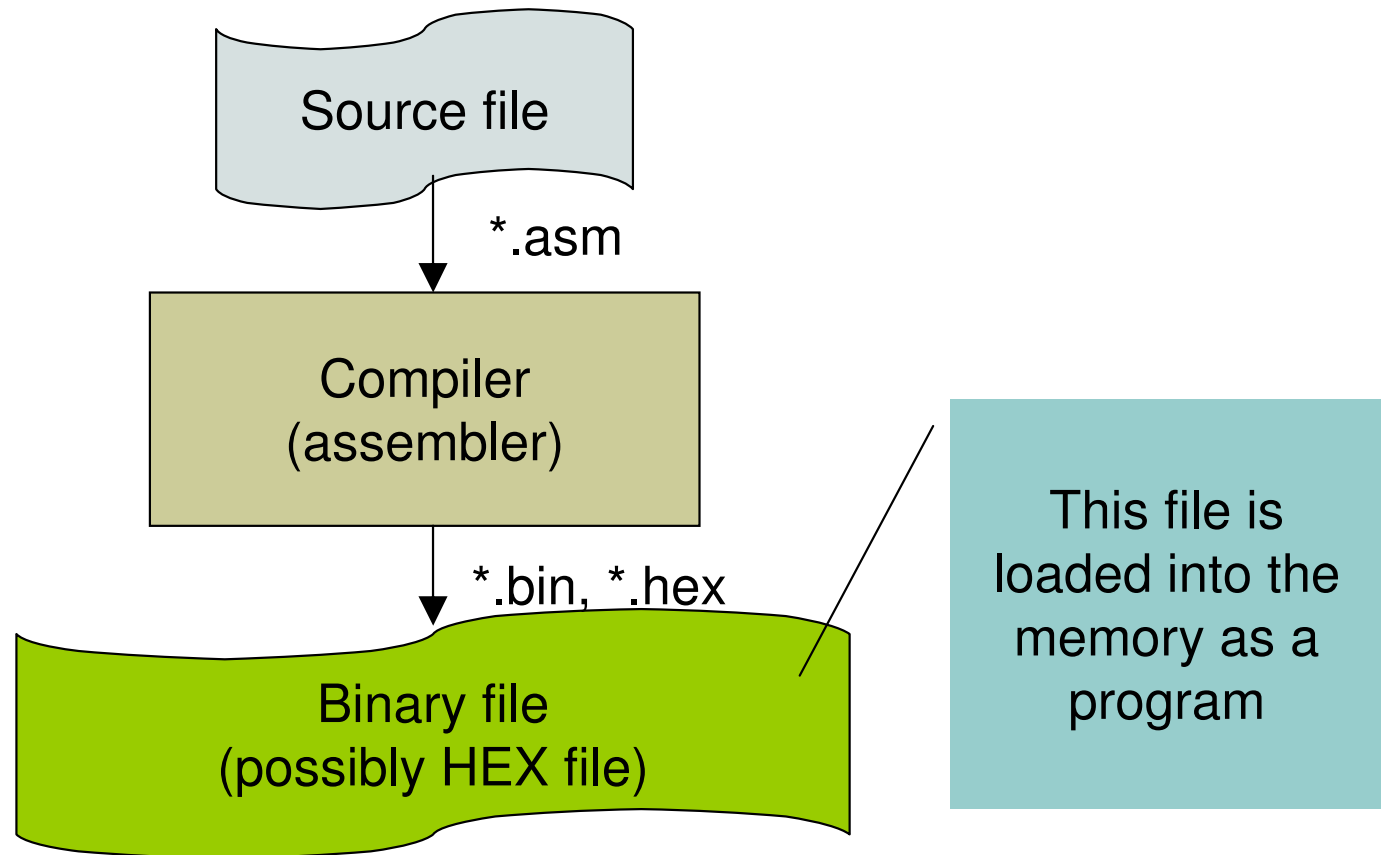 Source file
*.asm
Compiler
(assembler)
*.bin, *.hex
Binary file
(possibly HEX file)
This file is
loaded into the
memory as a
program